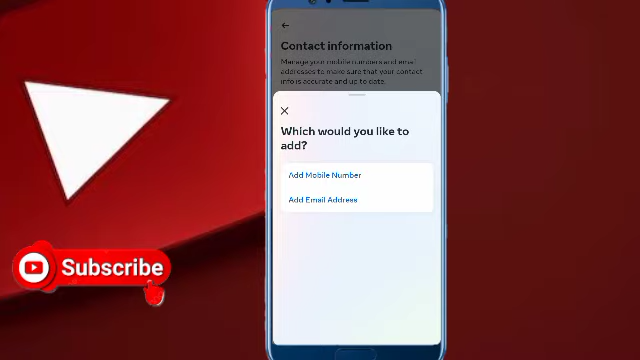 Contact information
Manage your mobile numbers and email
addresses to make sure that your contact
info is accurate and up to date.
Which would you like to
add?
Add Mobile Number
Add Email Address
Subscribe